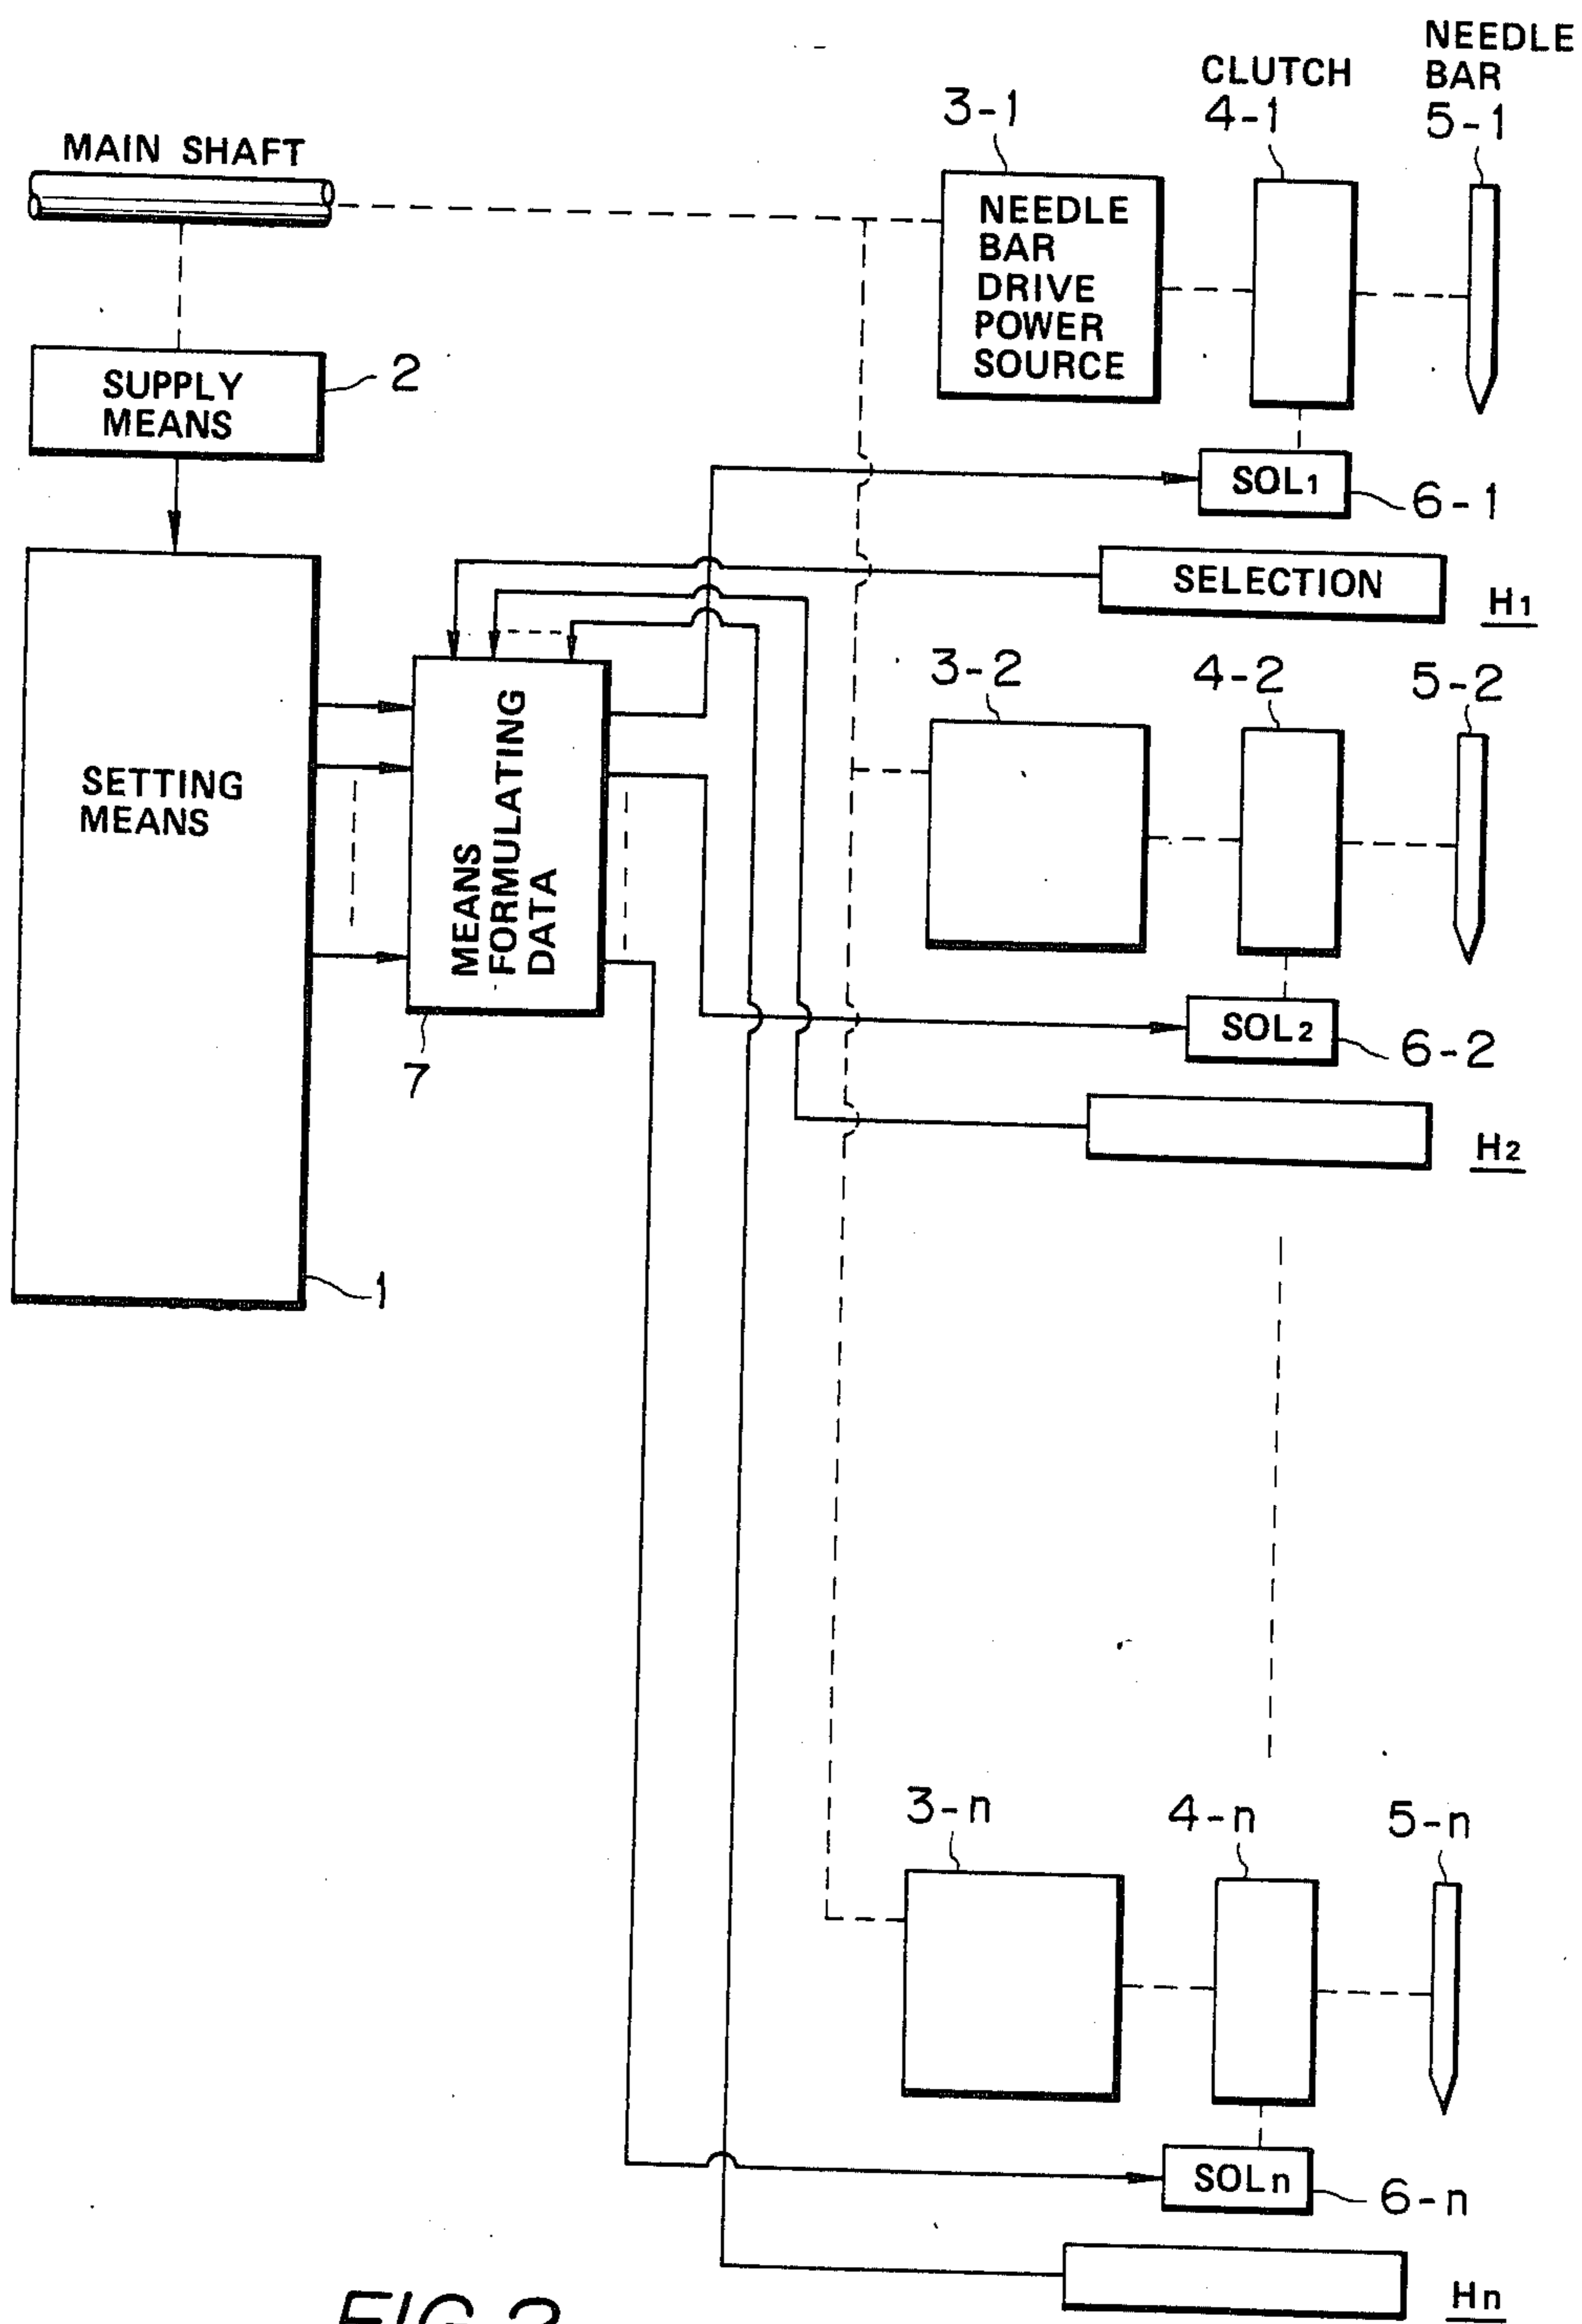 NEEDLE
BAR
5-1
CLUTCH
4-1
3-1
MAIN SHAFT
NEEDLE
BAR
DRIVE
POWER
SOURCE
SUPPLY
MEANS
2
SOL1
6-1
SELECTION
H1
3-2
4-2
5-2
SETTING
MEANS
MEANS
FORMULATING
DATA
7
SOL2
6-2
H2
1
3-n
4-n
5-n
SOLn
6-n
Hn
FIG. 2